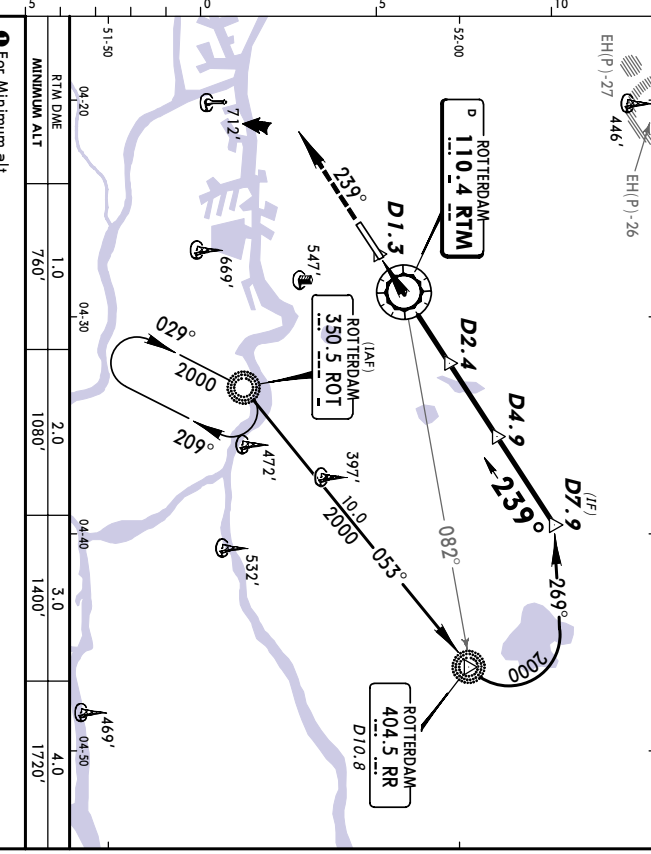 5
0
5
10
51-50
52-00
04-20
04-30
04-40
04-50
EH(P)-27
446'
EH(P)-26
D
ROTTERDAM
110.4 RTM
712'
239°
D1.3
D2.4
D4.9
(IF)
D7.9
239°
269°
2000
669'
547'
(IAF)
ROTTERDAM
350.5 ROT
029°
2000
209°
472'
397'
10.0
2000
053°
082°
532'
ROTTERDAM
404.5 RR
D10.8
469'
RTM DME 1.0 2.0 3.0 4.0
MINIMUM ALT 760' 1080' 1400' 1720'
1 For Minimum alt